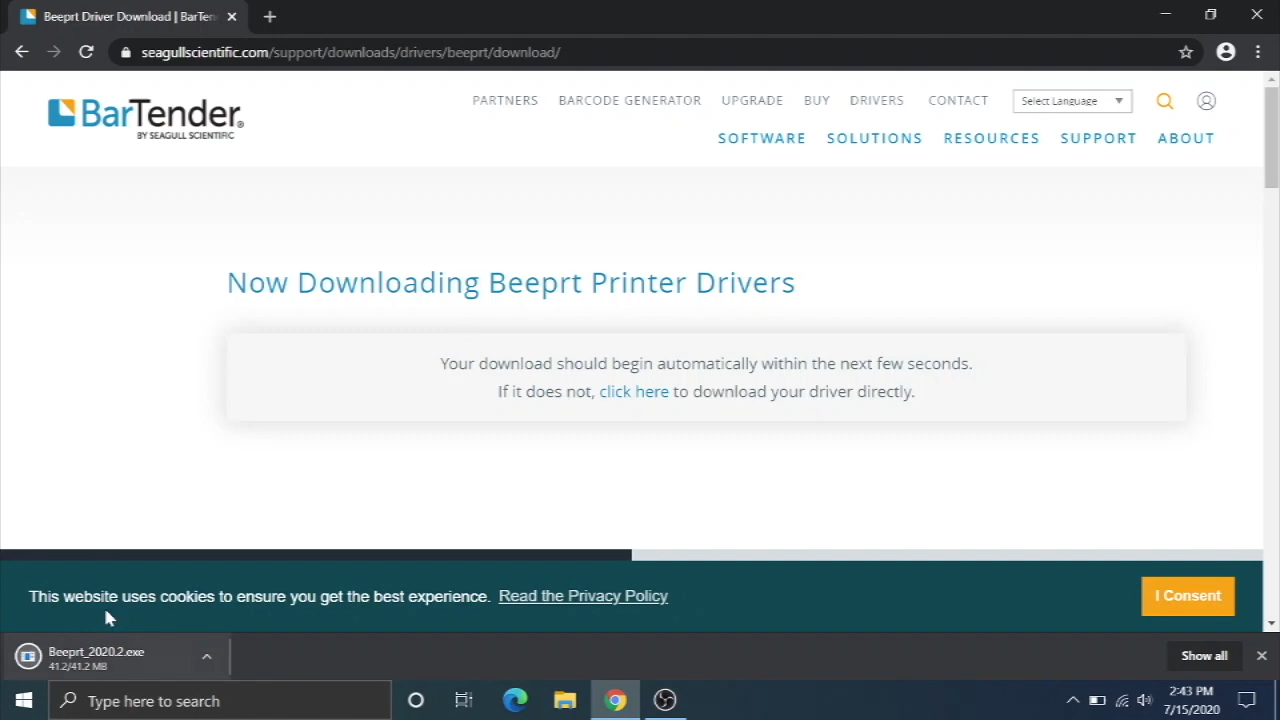 Beeprt Driver Download | BarTen
seagullscientific.com/support/downloads/drivers/beeprt/download/
BarTender®
BY SEAGULL SCIENTIFIC
PARTNERS BARCODE GENERATOR UPGRADE BUY DRIVERS CONTACT Select Language
SOFTWARE SOLUTIONS RESOURCES SUPPORT ABOUT
Now Downloading Beeprt Printer Drivers
Your download should begin automatically within the next few seconds.
If it does not, click here to download your driver directly.
This website uses cookies to ensure you get the best experience. Read the Privacy Policy
I Consent
Beeprt_2020.2.exe
41.2/41.2 MB
Show all
Type here to search
2:43 PM
7/15/2020